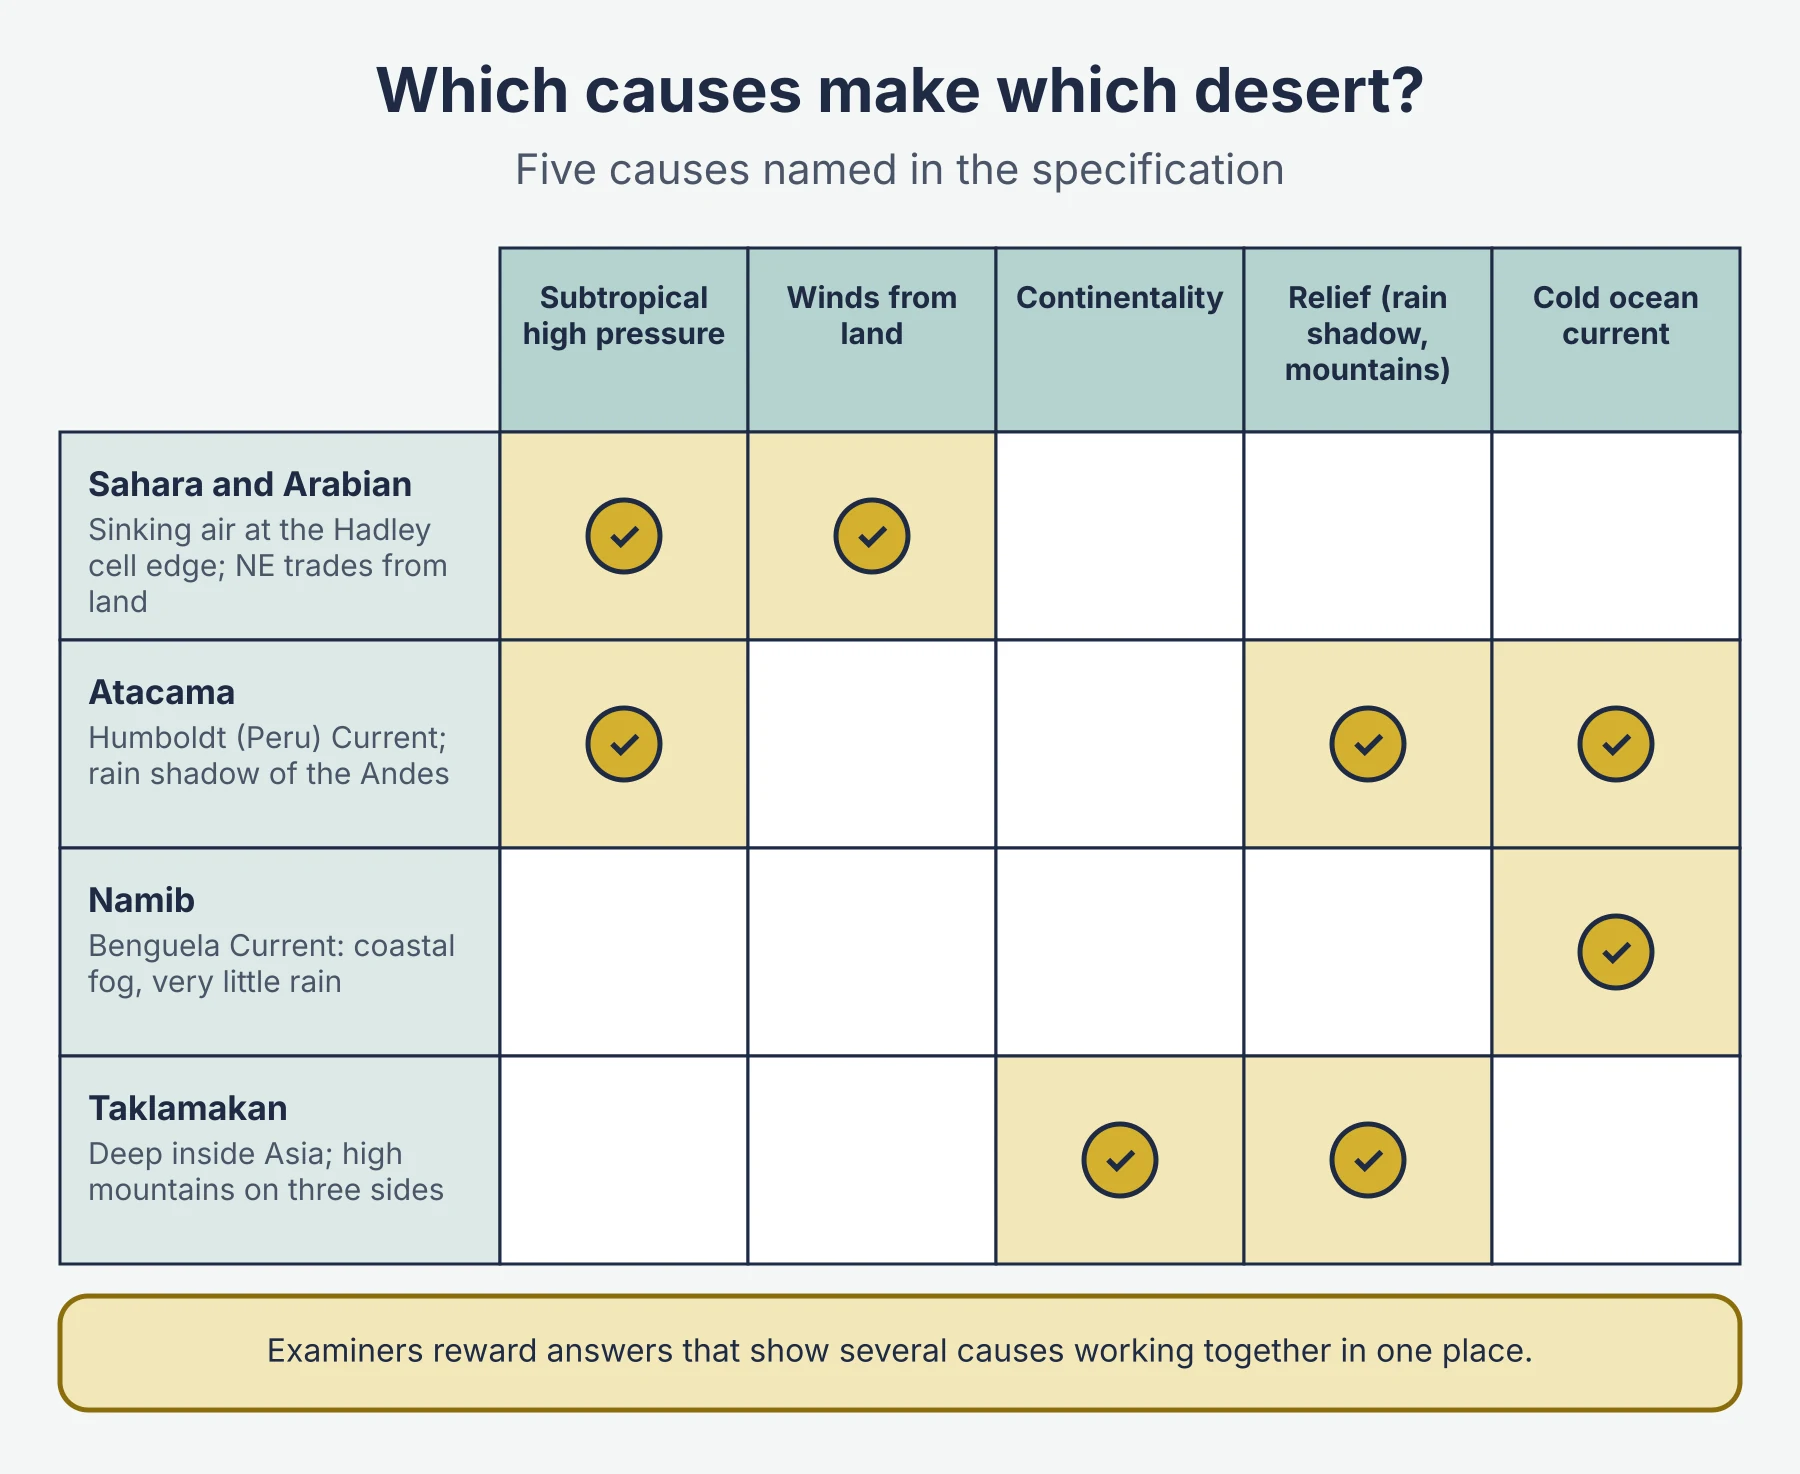 Which causes make which desert?
Five causes named in the specification
Subtropical
high pressure
Winds from
land
Continentality
Relief (rain
shadow,
mountains)
Cold ocean
current
Sahara and Arabian
Sinking air at the Hadley
cell edge; NE trades from
land
Atacama
Humboldt (Peru) Current;
rain shadow of the Andes
Namib
Benguela Current: coastal
fog, very little rain
Taklamakan
Deep inside Asia; high
mountains on three sides
Examiners reward answers that show several causes working together in one place.